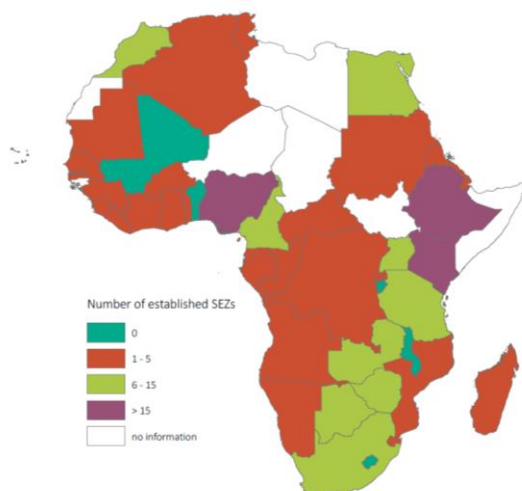 Number of established SEZs
0
1 - 5
6 - 15
> 15
no information